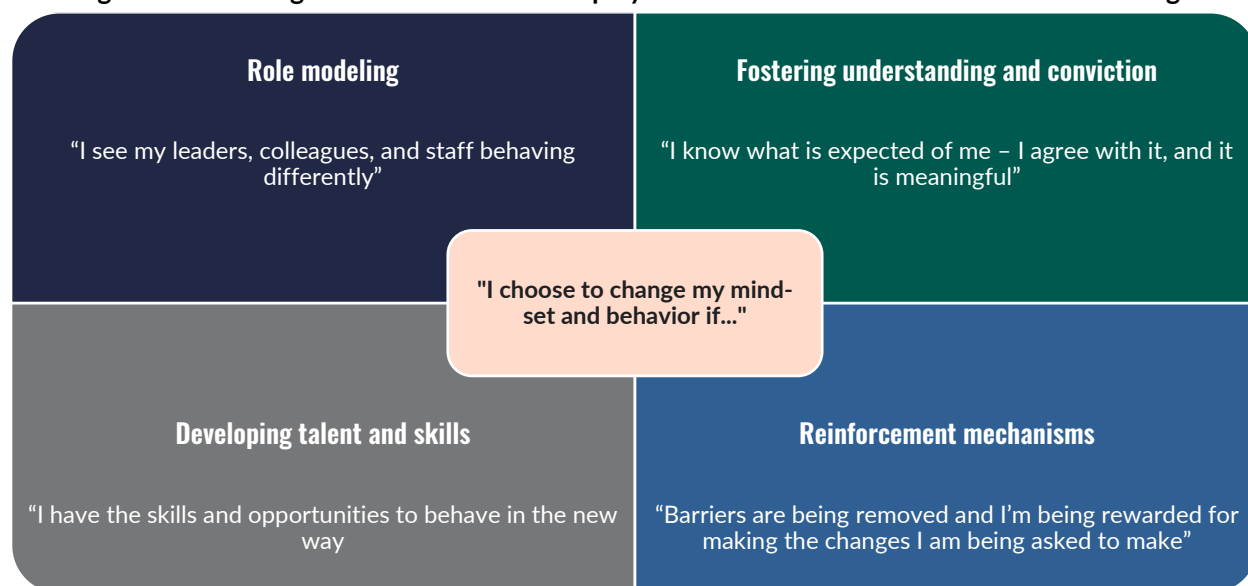 Role modeling
“I see my leaders, colleagues, and staff behaving
differently”
Fostering understanding and conviction
“I know what is expected of me – I agree with it, and it
is meaningful”
"I choose to change my mind-
set and behavior if..."
Developing talent and skills
“I have the skills and opportunities to behave in the new
way
Reinforcement mechanisms
“Barriers are being removed and I’m being rewarded for
making the changes I am being asked to make”